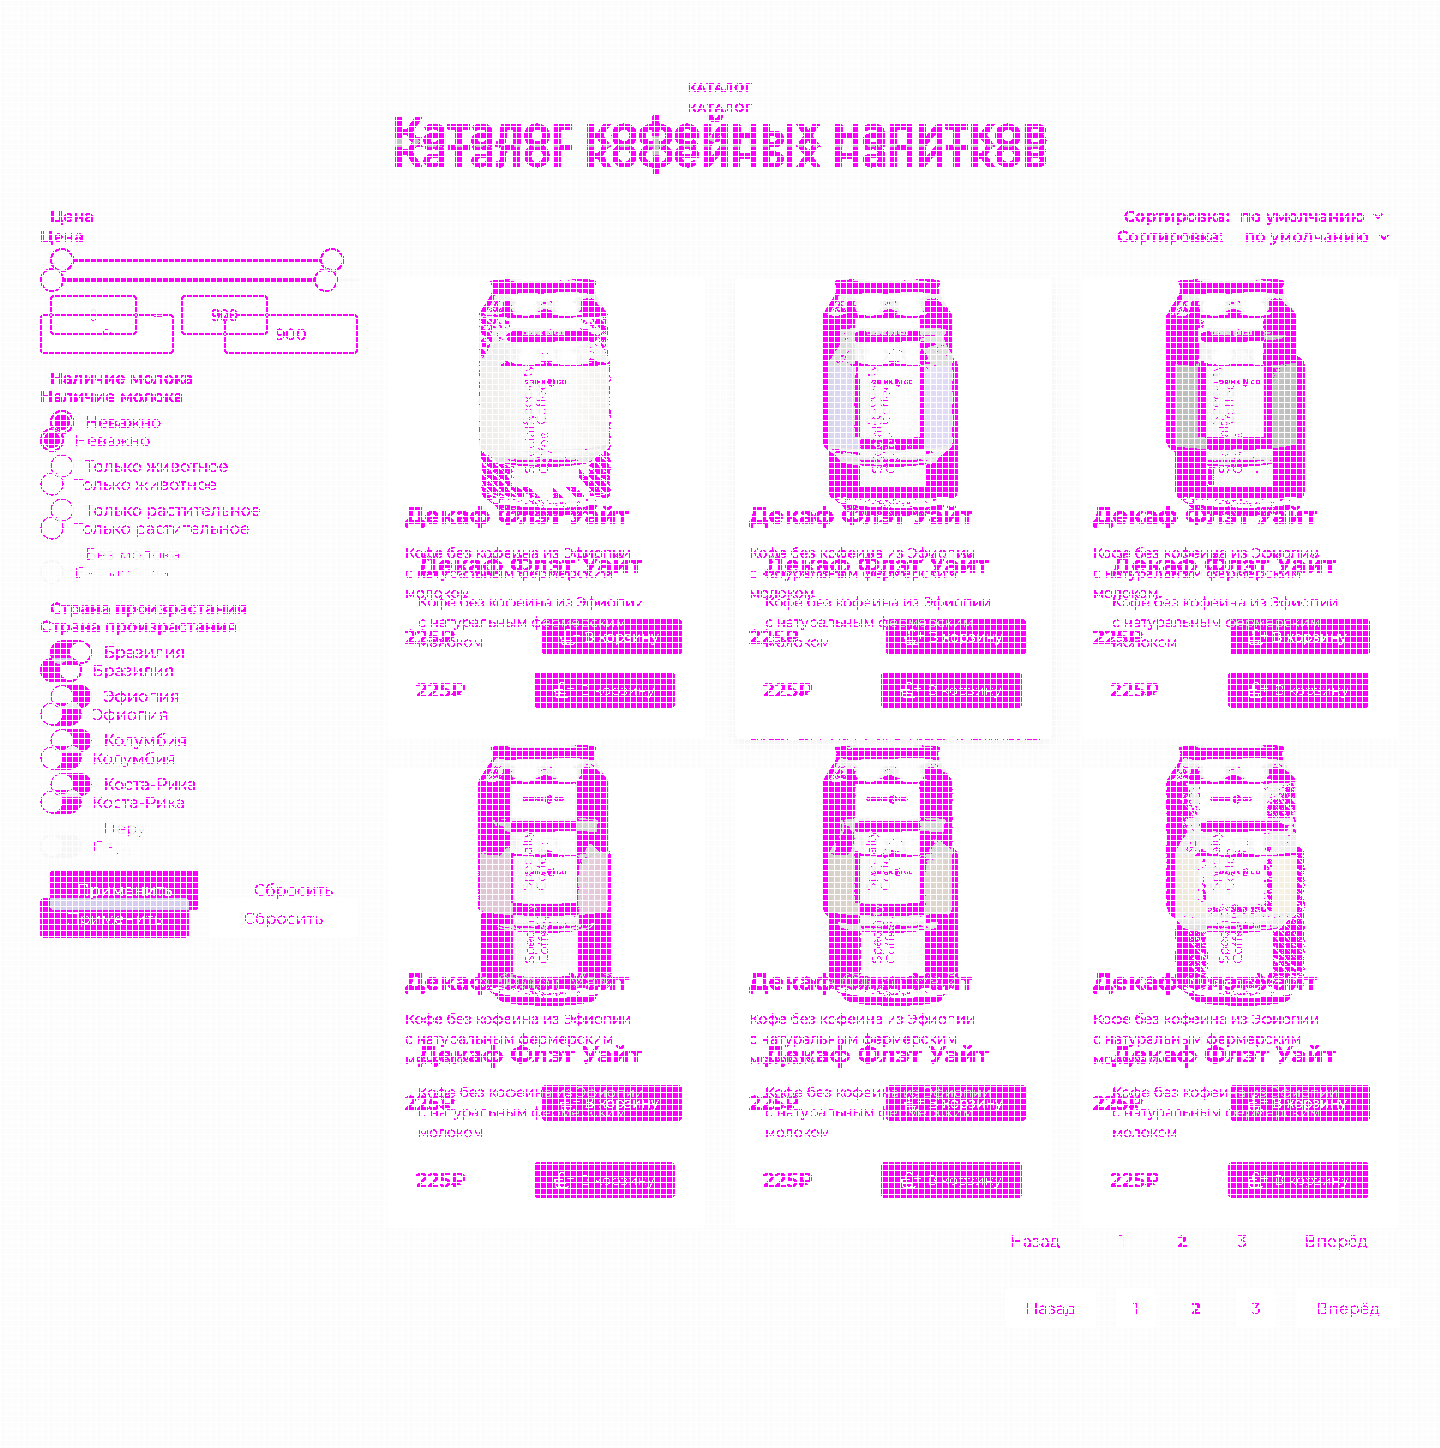 КАТАЛОГ
КАТАЛОГ
Каталог кофейных напитков
Каталог кофейных напитков
Цена
Цена
Сортировка: по умолчанию
Сортировка: по умолчанию
900
900
Наличие молока
Наличие молока
Неважно
Неважно
Только животное
Только животное
Только растительное
Только растительное
Страна произрастания
Страна произрастания
Бразилия
Бразилия
Эфиопия
Эфиопия
Колумбия
Колумбия
Коста-Рика
Коста-Рика
Применить
Сбросить
Сбросить
Декаф Флэт Уайт
Кофе без кофеина из Эфиопии
с натуральным фермерским
молоком
225₽
В корзину
Декаф Флэт Уайт
Кофе без кофеина из Эфиопии
с натуральным фермерским
молоком
225₽
В корзину
Декаф Флэт Уайт
Кофе без кофеина из Эфиопии
с натуральным фермерским
молоком
225₽
В корзину
Декаф Флэт Уайт
Кофе без кофеина из Эфиопии
с натуральным фермерским
молоком
225₽
В корзину
Декаф Флэт Уайт
Кофе без кофеина из Эфиопии
с натуральным фермерским
молоком
225₽
В корзину
Декаф Флэт Уайт
Кофе без кофеина из Эфиопии
с натуральным фермерским
молоком
225₽
В корзину
Декаф Флэт Уайт
Кофе без кофеина из Эфиопии
с натуральным фермерским
225₽
В корзину
Декаф Флэт Уайт
Кофе без кофеина из Эфиопии
с натуральным фермерским
225₽
В корзину
Декаф Флэт Уайт
Кофе без кофеина из Эфиопии
с натуральным фермерским
225₽
В корзину
Декаф Флэт Уайт
Кофе без кофеина из Эфиопии
с натуральным фермерским
молоком
225₽
В корзину
Декаф Флэт Уайт
Кофе без кофеина из Эфиопии
с натуральным фермерским
молоком
225₽
В корзину
Декаф Флэт Уайт
Кофе без кофеина из Эфиопии
с натуральным фермерским
молоком
225₽
В корзину
Назад 1 2 3 Вперёд
Назад 1 2 3 Вперёд